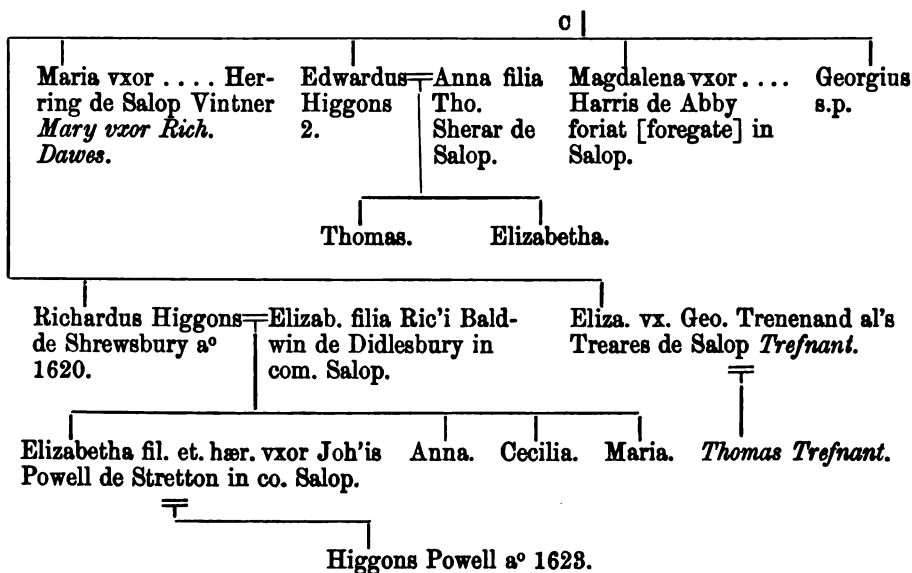 C
Maria vxor .... Her-
ring de Salop Vintner
Mary vxor Rich.
Dawes.
Edwardus
Higgons
2.
Anna filia
Tho.
Sherar de
Salop.
Magdalena vxor ....
Harris de Abby
foriat [foregate] in
Salop.
Georgius
s.p.
Thomas.
Elizabetha.
Richardus Higgons
de Shrewsbury aº
1620.
Elizab. filia Ric'i Bald-
win de Didlesbury in
com. Salop.
Eliza. vx. Geo. Trenenand al's
Treares de Salop Trefnant.
Elizabetha fil. et. hær. vxor Joh'is
Powell de Stretton in co. Salop.
Anna.
Cecilia.
Maria.
Thomas Trefnant.
Higgons Powell aº 1623.